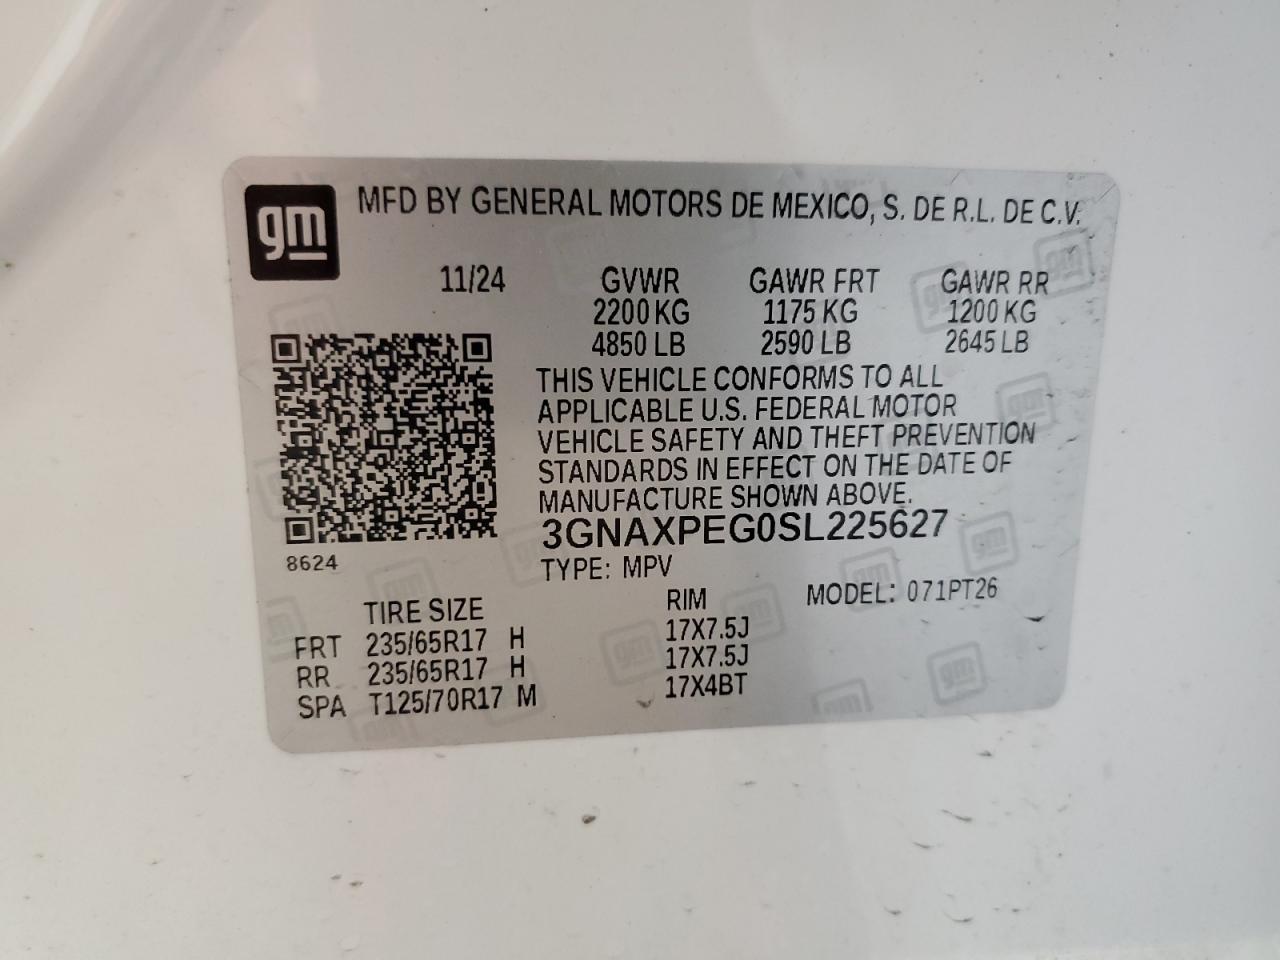 gm
MFD BY GENERAL MOTORS DE MEXICO, S. DE R.L. DE C.V.
11/24 GVWR GAWR FRT GAWR RR
2200 KG 1175 KG 1200 KG
4850 LB 2590 LB 2645 LB
THIS VEHICLE CONFORMS TO ALL
APPLICABLE U.S. FEDERAL MOTOR
VEHICLE SAFETY AND THEFT PREVENTION
STANDARDS IN EFFECT ON THE DATE OF
MANUFACTURE SHOWN ABOVE.
3GNAXPEG0SL225627
8624
TYPE: MPV MODEL: 071PT26
TIRE SIZE RIM
FRT 235/65R17 H 17X7.5J
RR 235/65R17 H 17X7.5J
SPA T125/70R17 M 17X4BT